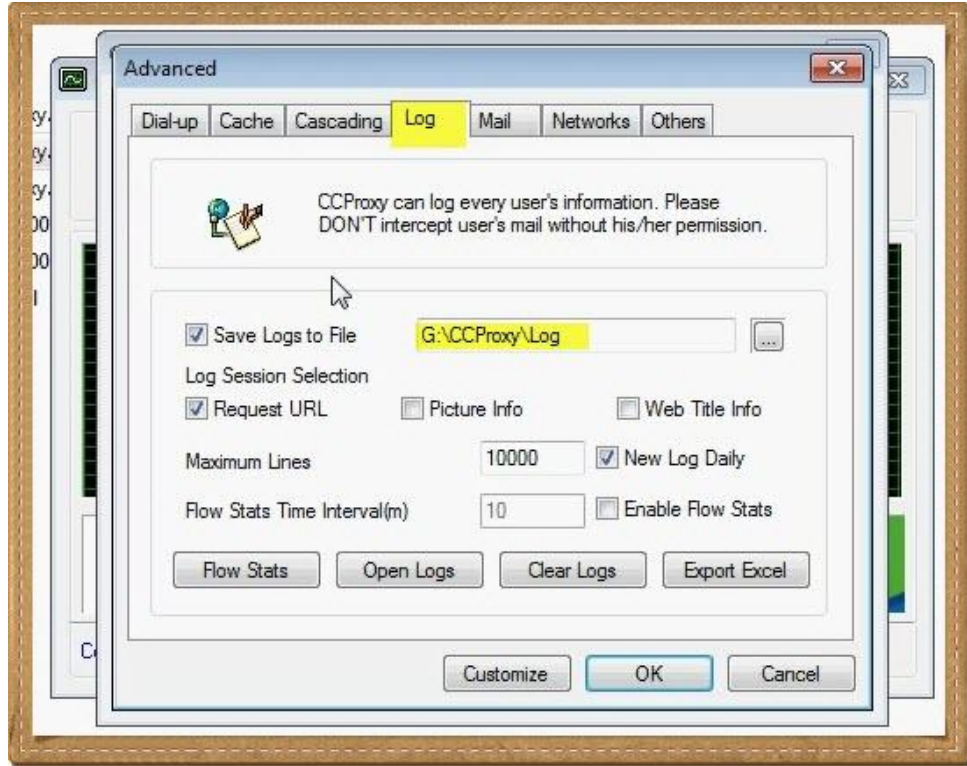 Advanced
Dial-up Cache Cascading Log Mail Networks Others
CCProxy can log every user's information. Please
DON'T intercept user's mail without his/her permission.
Save Logs to File G:\CCProxy\Log ...
Log Session Selection
Request URL Picture Info Web Title Info
Maximum Lines 10000 New Log Daily
Flow Stats Time Interval(m) 10 Enable Flow Stats
Flow Stats Open Logs Clear Logs Export Excel
Customize OK Cancel